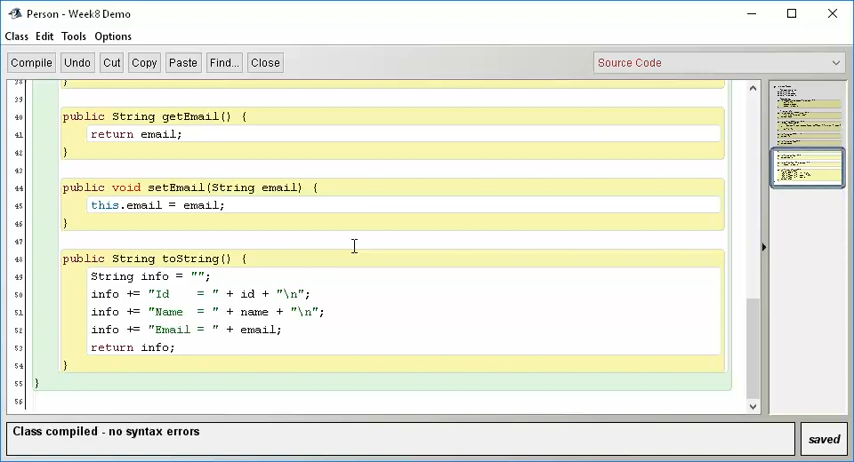 Person - Week8 Demo
Class Edit Tools Options
Compile Undo Cut Copy Paste Find... Close Source Code
39
40 public String getEmail() {
41 return email;
42 }
43
44 public void setEmail(String email) {
45 this.email = email;
46 }
47
48 public String toString() {
49 String info = "";
50 info += "Id    = " + id + "\n";
51 info += "Name  = " + name + "\n";
52 info += "Email = " + email;
53 return info;
54 }
55 }
56
Class compiled - no syntax errors
saved